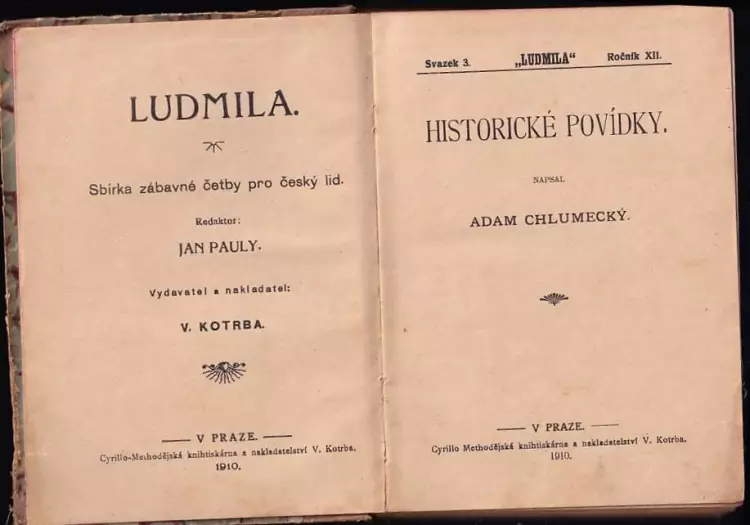 LUDMILA.
Sbírka zábavné četby pro český lid.
Redaktor:
JAN PAULY.
Vydavatel a nakladatel:
V. KOTRBA.
V PRAZE.
Cyrillo-Methodějská knihtiskárna a nakladatelství V. Kotrba.
1910.
Svazek 3. „LUDMILA“ Ročník XII.
HISTORICKÉ POVÍDKY.
NAPSAL
ADAM CHLUMECKÝ.
V PRAZE.
Cyrillo Methodějská knihtiskárna a nakladatelství V. Kotrba.
1910.